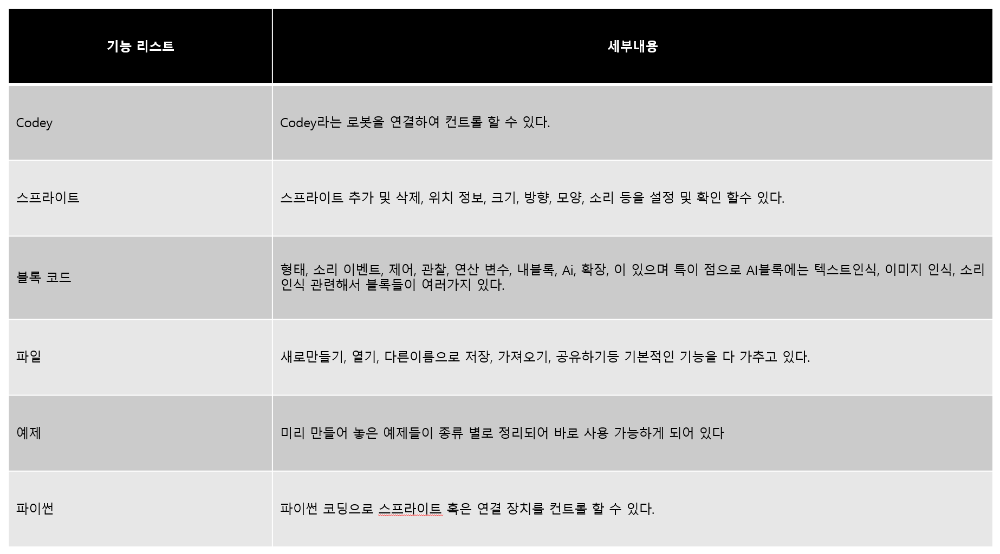 기능 리스트
세부내용
Codey
Codey라는 로봇을 연결하여 컨트롤 할 수 있다.
스프라이트
스프라이트 추가 및 삭제, 위치 정보, 크기, 방향, 모양, 소리 등을 설정 및 확인 할수 있다.
블록 코드
형태, 소리 이벤트, 제어, 관찰, 연산 변수, 내블록, Ai, 확장, 이 있으며 특이 점으로 AI블록에는 텍스트인식, 이미지 인식, 소리
인식 관련해서 블록들이 여러가지 있다.
파일
새로만들기, 열기, 다른이름으로 저장, 가져오기, 공유하기등 기본적인 기능을 다 가추고 있다.
예제
미리 만들어 놓은 예제들이 종류 별로 정리되어 바로 사용 가능하게 되어 있다
파이썬
파이썬 코딩으로 스프라이트 혹은 연결 장치를 컨트롤 할 수 있다.